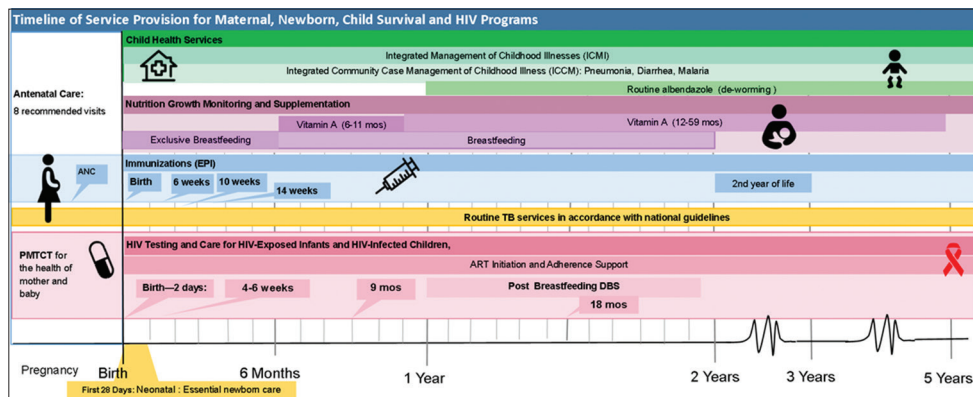 Timeline of Service Provision for Maternal, Newborn, Child Survival and HIV Programs
Child Health Services
Integrated Management of Childhood Illnesses (ICMI)
Integrated Community Case Management of Childhood Illness (ICCM): Pneumonia, Diarrhea, Malaria
Antenatal Care:
8 recommended visits
Routine albendazole (de-worming )
Nutrition Growth Monitoring and Supplementation
Vitamin A (6-11 mos)
Vitamin A (12-59 mos)
Exclusive Breastfeeding
Breastfeeding
Immunizations (EPI)
ANC
Birth
6 weeks
10 weeks
14 weeks
2nd year of life
Routine TB services in accordance with national guidelines
HIV Testing and Care for HIV-Exposed Infants and HIV-Infected Children,
PMTCT for
the health of
mother and
baby
ART Initiation and Adherence Support
Birth—2 days:
4-6 weeks
9 mos
Post Breastfeeding DBS
18 mos
Pregnancy
Birth
6 Months
1 Year
2 Years
3 Years
5 Years
First 28 Days: Neonatal : Essential newborn care